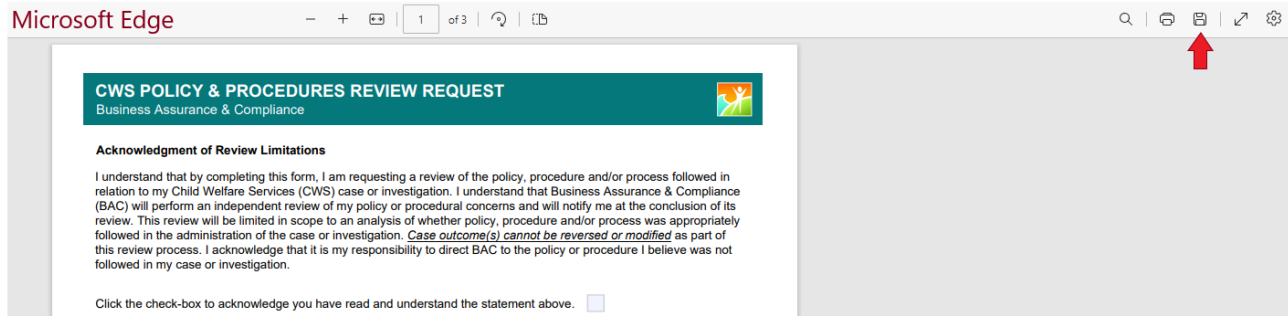 Microsoft Edge
1 of 3
CWS POLICY & PROCEDURES REVIEW REQUEST
Business Assurance & Compliance
Acknowledgment of Review Limitations
I understand that by completing this form, I am requesting a review of the policy, procedure and/or process followed in
relation to my Child Welfare Services (CWS) case or investigation. I understand that Business Assurance & Compliance
(BAC) will perform an independent review of my policy or procedural concerns and will notify me at the conclusion of its
review. This review will be limited in scope to an analysis of whether policy, procedure and/or process was appropriately
followed in the administration of the case or investigation. Case outcome(s) cannot be reversed or modified as part of
this review process. I acknowledge that it is my responsibility to direct BAC to the policy or procedure I believe was not
followed in my case or investigation.
Click the check-box to acknowledge you have read and understand the statement above.